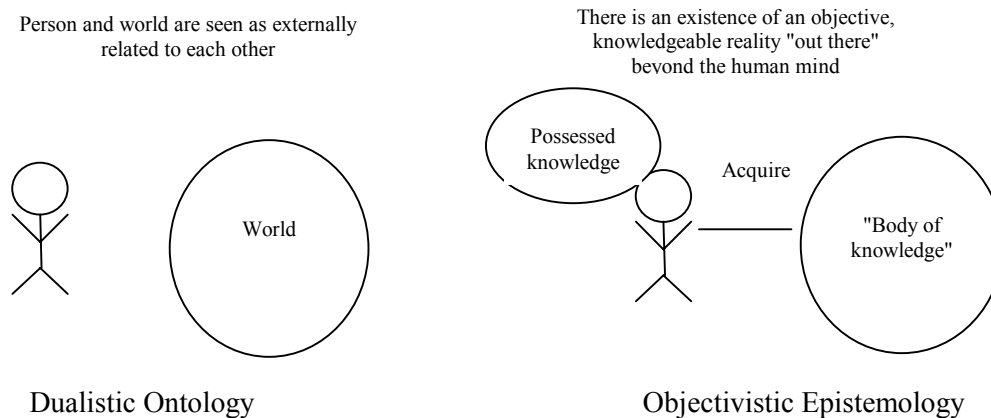 Person and world are seen as externally
related to each other
World
Dualistic Ontology
There is an existence of an objective,
knowledgeable reality "out there"
beyond the human mind
Possessed
knowledge
Acquire
"Body of
knowledge"
Objectivistic Epistemology